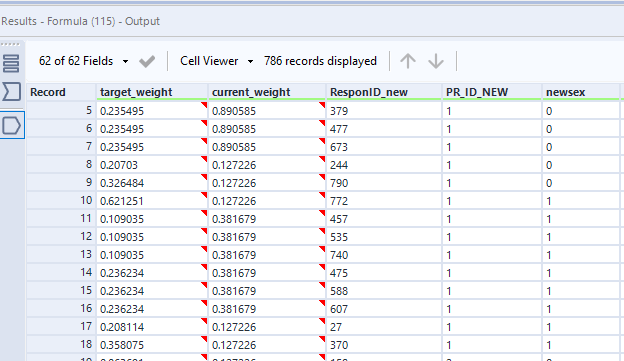 Results - Formula (115) - Output
62 of 62 Fields Cell Viewer 786 records displayed
Record target_weight current_weight ResponID_new PR_ID_NEW newsex
5 0.235495 0.890585 379 1 0
6 0.235495 0.890585 477 1 0
7 0.235495 0.890585 673 1 0
8 0.20703 0.127226 244 1 0
9 0.326484 0.127226 790 1 0
10 0.621251 0.127226 772 1 1
11 0.109035 0.381679 457 1 1
12 0.109035 0.381679 535 1 1
13 0.109035 0.381679 740 1 1
14 0.236234 0.381679 475 1 1
15 0.236234 0.381679 588 1 1
16 0.236234 0.381679 607 1 1
17 0.208114 0.127226 27 1 1
18 0.358075 0.127226 370 1 1